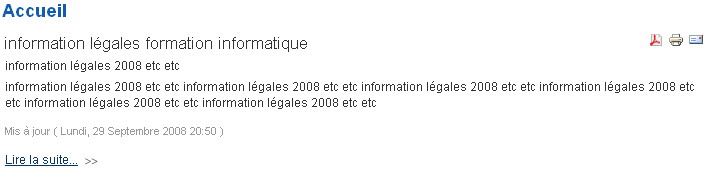 Accueil
information légales formation informatique
information légales 2008 etc etc
information légales 2008 etc etc information légales 2008 etc etc information légales 2008 etc etc information légales 2008 etc
etc information légales 2008 etc etc information légales 2008 etc etc
Mis à jour ( Lundi, 29 Septembre 2008 20:50 )
Lire la suite... >>